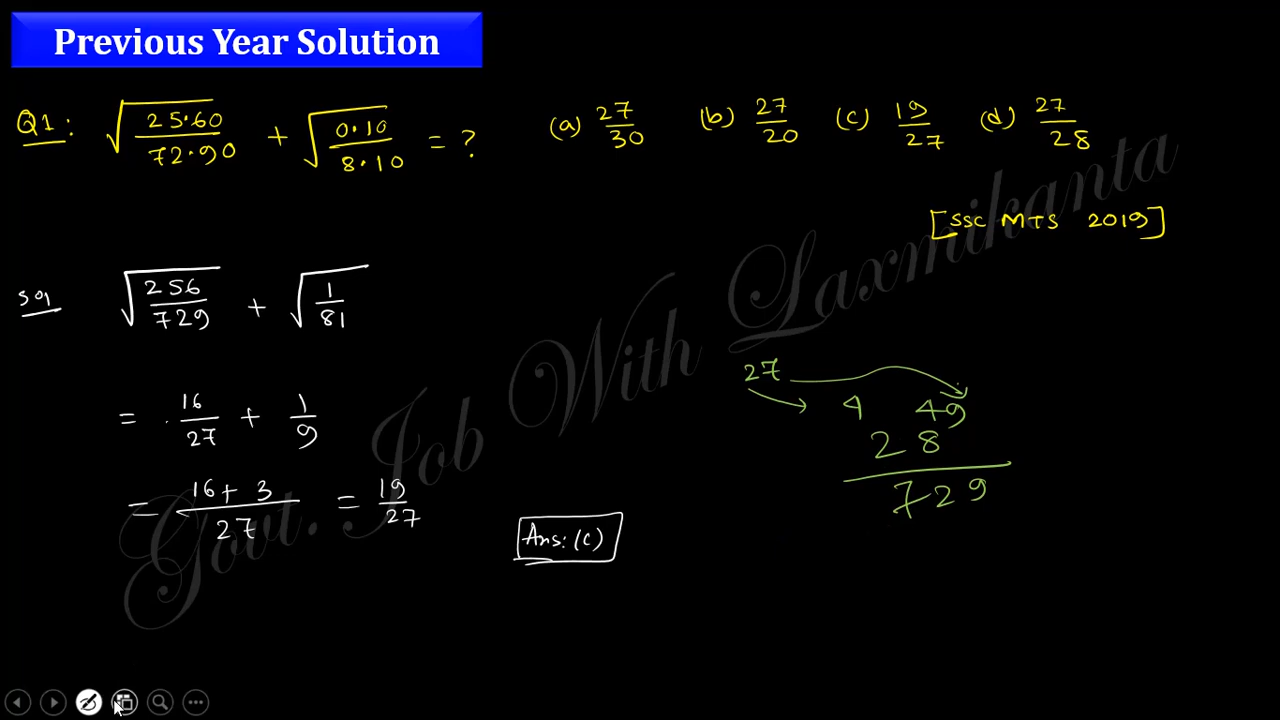 Previous Year Solution
Q1: √(25.60/72.90) + √(0.10/8.10) = ? (a) 27/30 (b) 27/20 (c) 19/27 (d) 27/28
[SSC MTS 2019]
Sol √(256/729) + √(1/81)
27
4 49
28
729
= 16/27 + 1/9
= (16+3)/27 = 19/27
Ans: (c)
Govt. Job With Laxmikanta